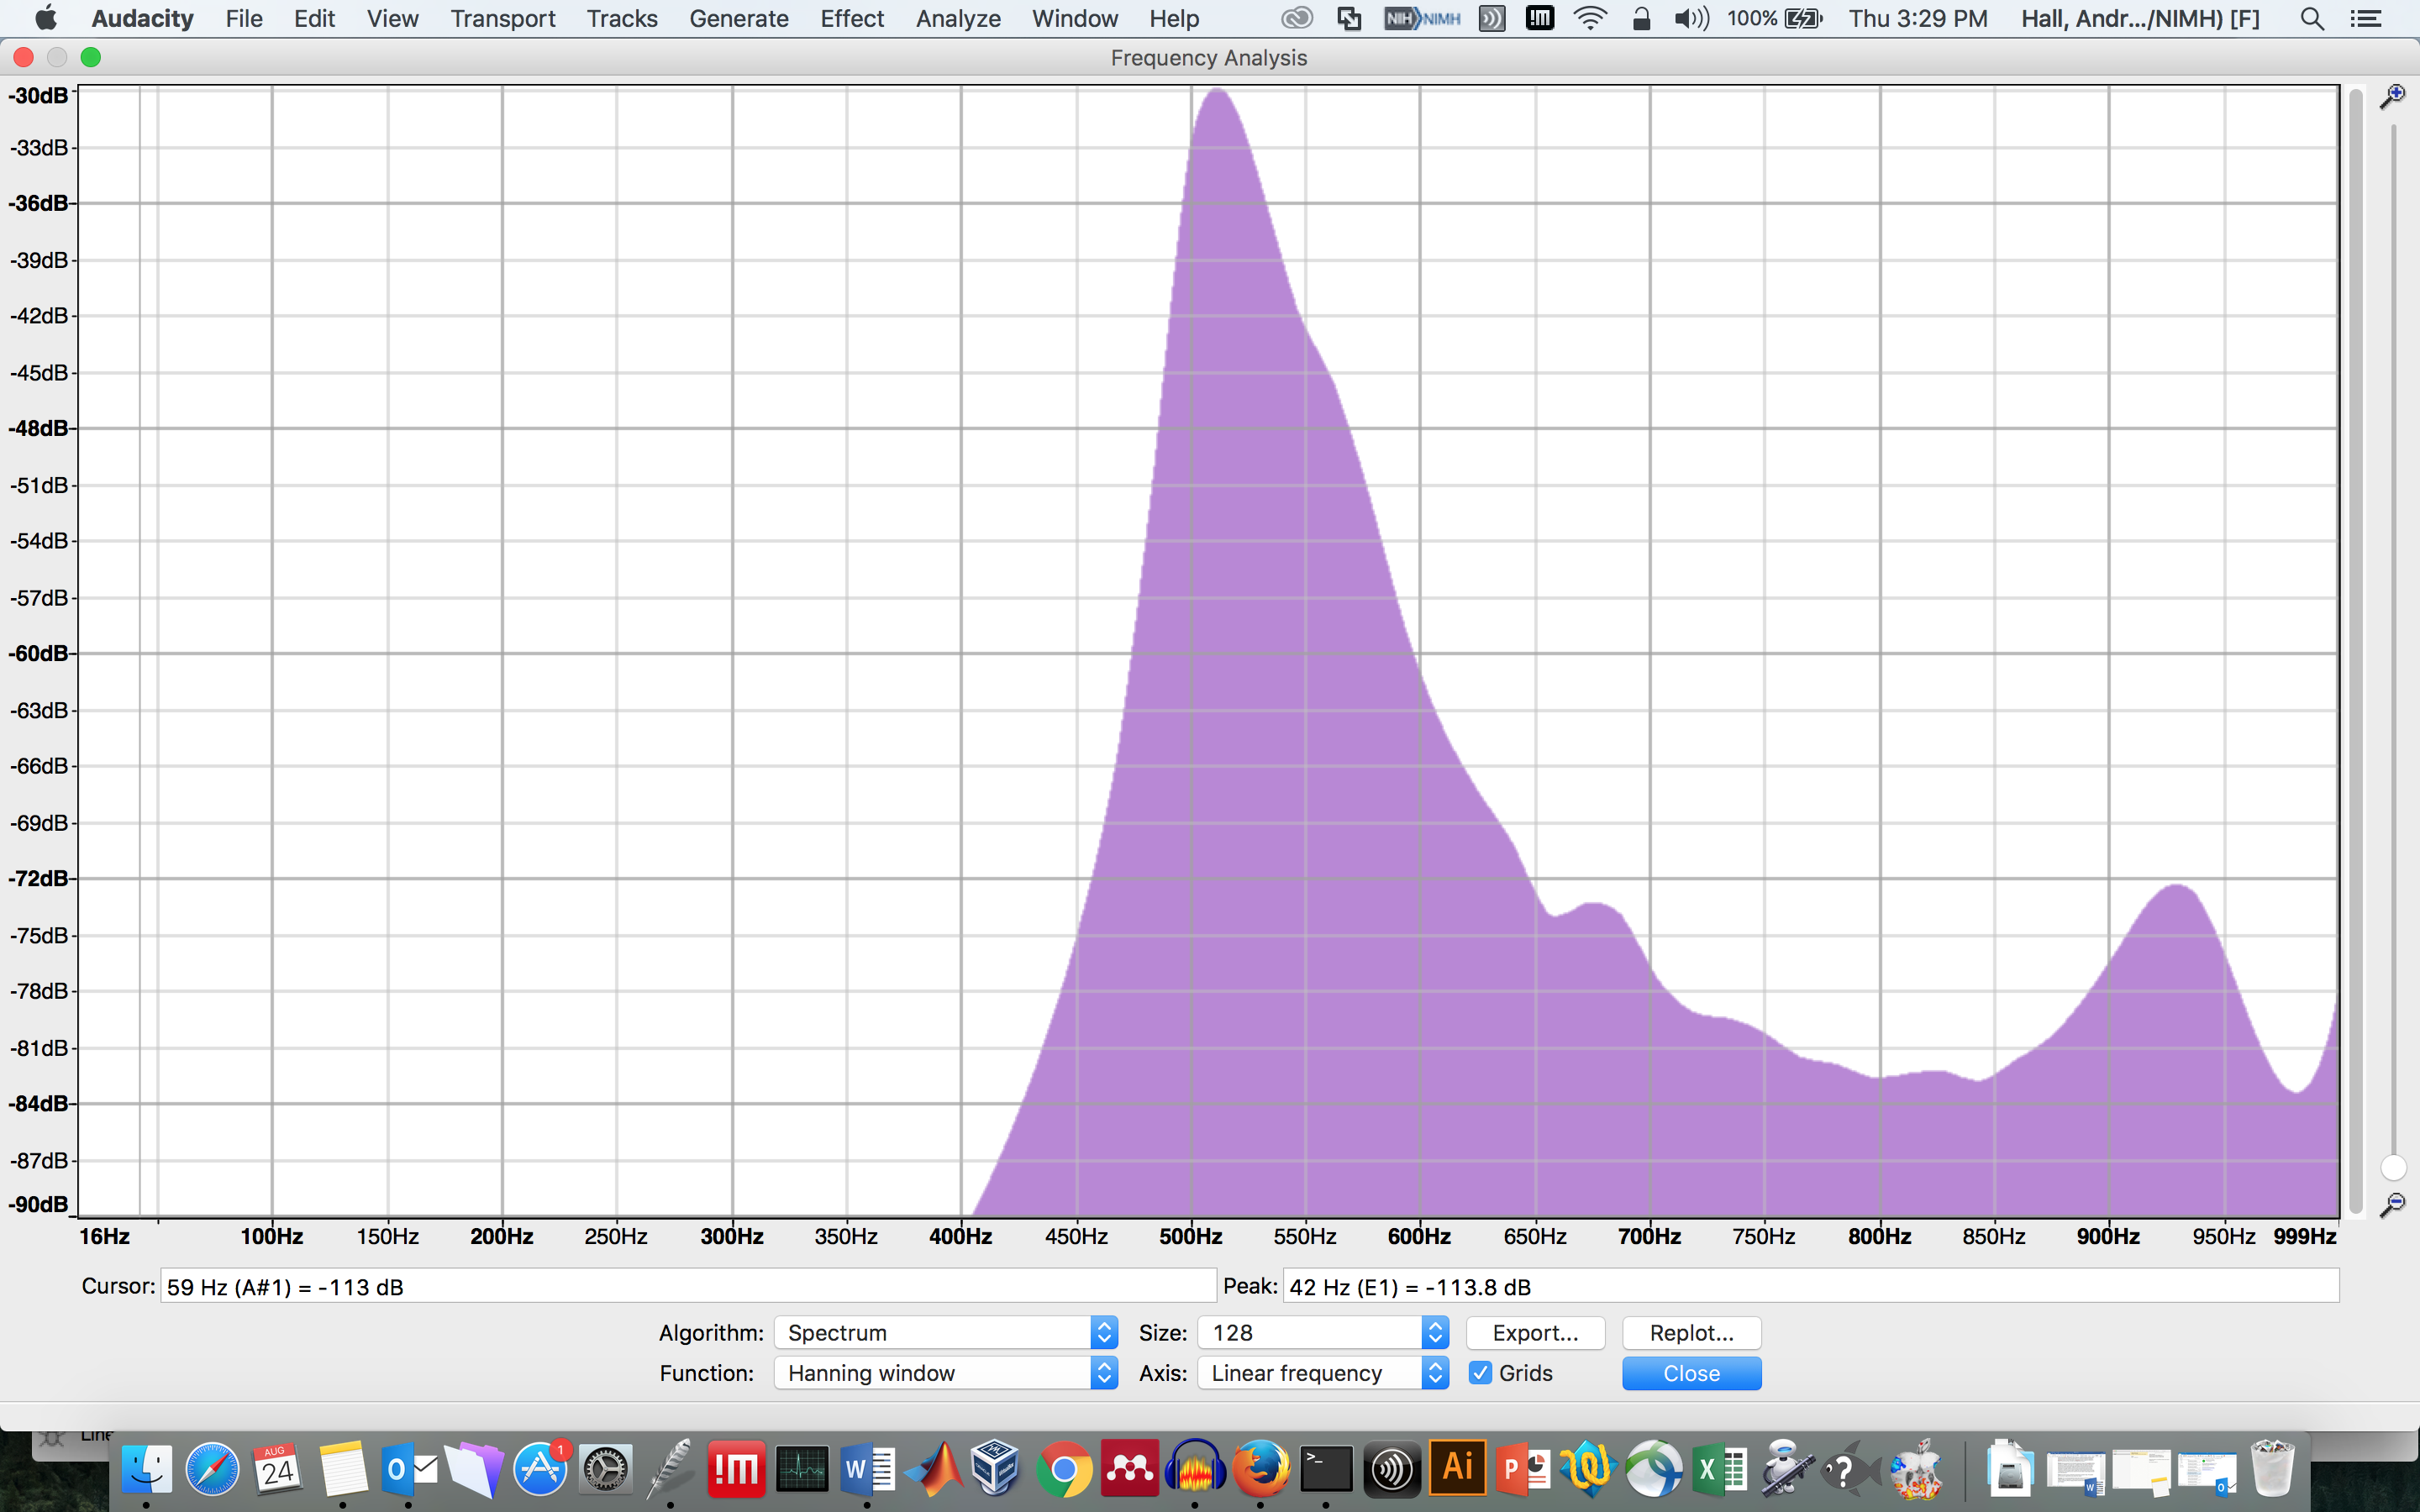 Audacity File Edit View Transport Tracks Generate Effect Analyze Window Help NIH NIMH !M 100% Thu 3:29 PM Hall, Andr.../NIMH) [F]
Frequency Analysis
-30dB
-33dB
-36dB
-39dB
-42dB
-45dB
-48dB
-51dB
-54dB
-57dB
-60dB
-63dB
-66dB
-69dB
-72dB
-75dB
-78dB
-81dB
-84dB
-87dB
-90dB
16Hz 100Hz 150Hz 200Hz 250Hz 300Hz 350Hz 400Hz 450Hz 500Hz 550Hz 600Hz 650Hz 700Hz 750Hz 800Hz 850Hz 900Hz 950Hz 999Hz
Cursor: 59 Hz (A#1) = -113 dB Peak: 42 Hz (E1) = -113.8 dB
Algorithm: Spectrum Size: 128 Export... Replot...
Function: Hanning window Axis: Linear frequency Grids Close
AUG 24 O 1 !M W >_ Ai P X ? W O